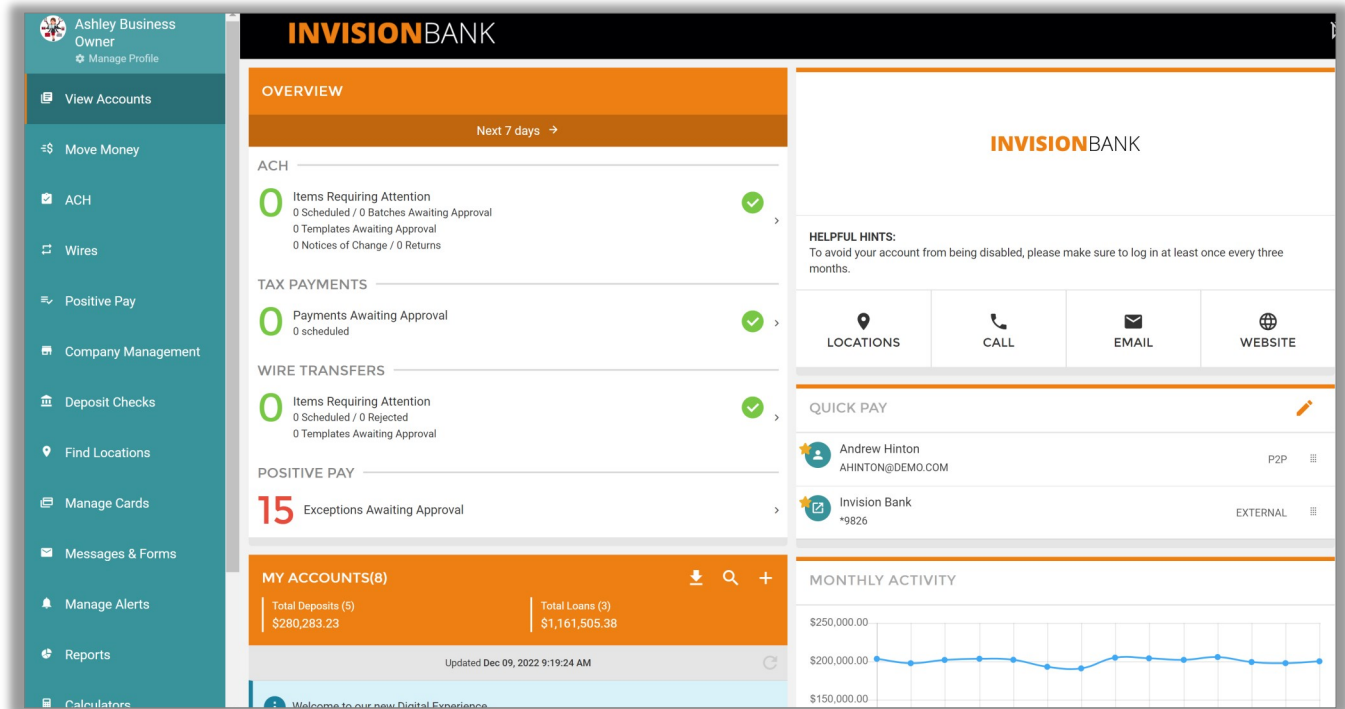 Ashley Business
Owner
Manage Profile
View Accounts
Move Money
ACH
Wires
Positive Pay
Company Management
Deposit Checks
Find Locations
Manage Cards
Messages & Forms
Manage Alerts
Reports
Calculators
INVISIONBANK
OVERVIEW
Next 7 days →
ACH
0 Items Requiring Attention
0 Scheduled / 0 Batches Awaiting Approval
0 Templates Awaiting Approval
0 Notices of Change / 0 Returns
TAX PAYMENTS
0 Payments Awaiting Approval
0 scheduled
WIRE TRANSFERS
0 Items Requiring Attention
0 Scheduled / 0 Rejected
0 Templates Awaiting Approval
POSITIVE PAY
15 Exceptions Awaiting Approval
MY ACCOUNTS(8)
Total Deposits (5)
$280,283.23
Total Loans (3)
$1,161,505.38
Updated Dec 09, 2022 9:19:24 AM
Welcome to our new Digital Experience
INVISIONBANK
HELPFUL HINTS:
To avoid your account from being disabled, please make sure to log in at least once every three
months.
LOCATIONS
CALL
EMAIL
WEBSITE
QUICK PAY
Andrew Hinton
AHINTON@DEMO.COM
P2P
Invision Bank
*9826
EXTERNAL
MONTHLY ACTIVITY
$250,000.00
$200,000.00
$150,000.00